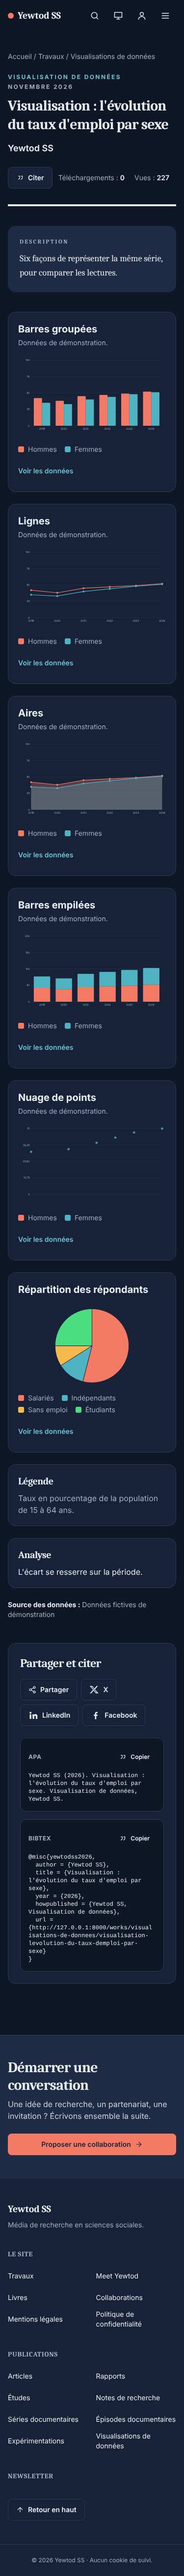 Yewtod SS
Accueil / Travaux / Visualisations de données
VISUALISATION DE DONNÉES
NOVEMBRE 2026
Visualisation : l'évolution
du taux d'emploi par sexe
Yewtod SS
Citer
Téléchargements : 0 Vues : 227
DESCRIPTION
Six façons de représenter la même série,
pour comparer les lectures.
Barres groupées
Données de démonstration.
Hommes Femmes
Voir les données
Lignes
Données de démonstration.
Hommes Femmes
Voir les données
Aires
Données de démonstration.
Hommes Femmes
Voir les données
Barres empilées
Données de démonstration.
Hommes Femmes
Voir les données
Nuage de points
Données de démonstration.
Hommes Femmes
Voir les données
Répartition des répondants
Salariés Indépendants
Sans emploi Étudiants
Voir les données
Légende
Taux en pourcentage de la population
de 15 à 64 ans.
Analyse
L'écart se resserre sur la période.
Source des données : Données fictives de
démonstration
Partager et citer
Partager X
LinkedIn Facebook
APA Copier
Yewtod SS (2026). Visualisation :
l'évolution du taux d'emploi par
sexe. Visualisation de données,
Yewtod SS.
BIBTEX Copier
@misc{yewtodss2026,
author = {Yewtod SS},
title = {Visualisation :
l'évolution du taux d'emploi par
sexe},
year = {2026},
howpublished = {Yewtod SS,
Visualisation de données},
url =
{http://127.0.0.1:8000/works/visual
isations-de-donnees/visualisation-
levolution-du-taux-demploi-par-
sexe}
}
Démarrer une
conversation
Une idée de recherche, un partenariat, une
invitation ? Écrivons ensemble la suite.
Proposer une collaboration →
Yewtod SS
Média de recherche en sciences sociales.
LE SITE
Travaux Meet Yewtod
Livres Collaborations
Mentions légales Politique de
confidentialité
PUBLICATIONS
Articles Rapports
Études Notes de recherche
Séries documentaires Épisodes documentaires
Expérimentations Visualisations de
données
NEWSLETTER
↑ Retour en haut
© 2026 Yewtod SS · Aucun cookie de suivi.